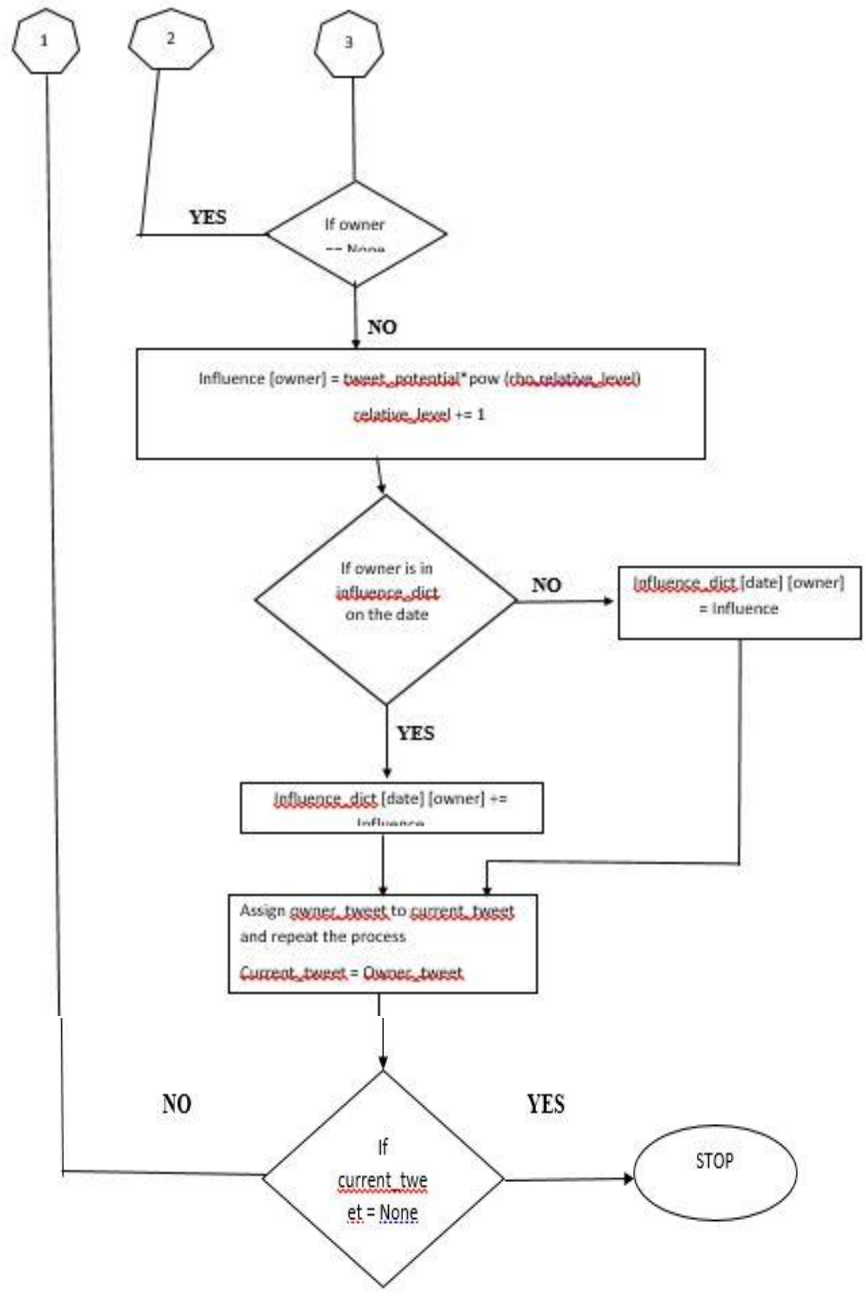 1
2
3
YES
If owner
== None
NO
Influence [owner] = tweet_potential*pow (rho,relative_level)
relative_level += 1
If owner is in
influence_dict
on the date
NO
Influence_dict [date] [owner]
= Influence
YES
Influence_dict [date] [owner] +=
Influence
Assign owner_tweet to current_tweet
and repeat the process
Current_tweet = Owner_tweet
NO
YES
If
current_twe
et = None
STOP